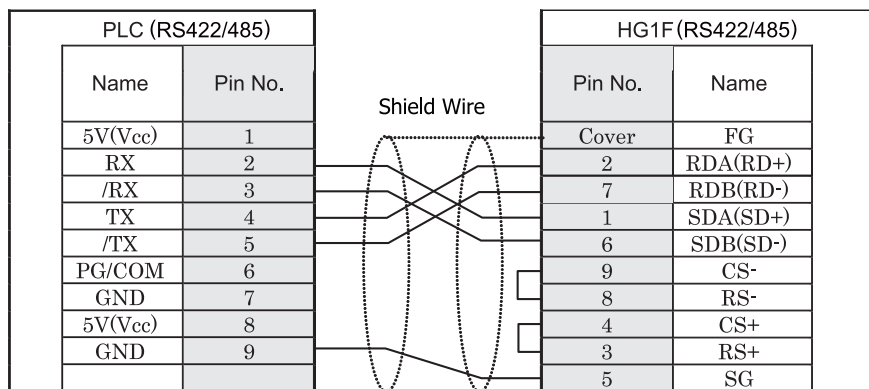 PLC (RS422/485)
Name Pin No.
5V(Vcc) 1
RX 2
/RX 3
TX 4
/TX 5
PG/COM 6
GND 7
5V(Vcc) 8
GND 9
Shield Wire
HG1F (RS422/485)
Pin No. Name
Cover FG
2 RDA(RD+)
7 RDB(RD-)
1 SDA(SD+)
6 SDB(SD-)
9 CS-
8 RS-
4 CS+
3 RS+
5 SG